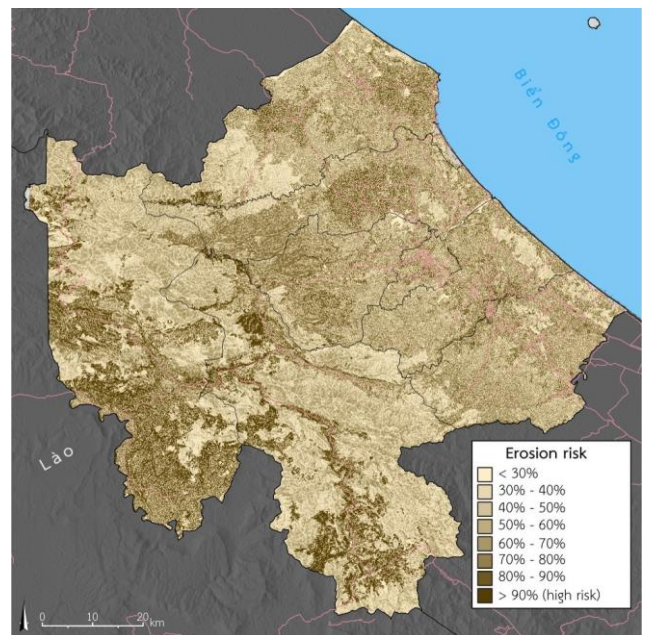 Biển Đông
Lào
Erosion risk
< 30%
30% - 40%
40% - 50%
50% - 60%
60% - 70%
70% - 80%
80% - 90%
> 90% (high risk)
0 10 20
km